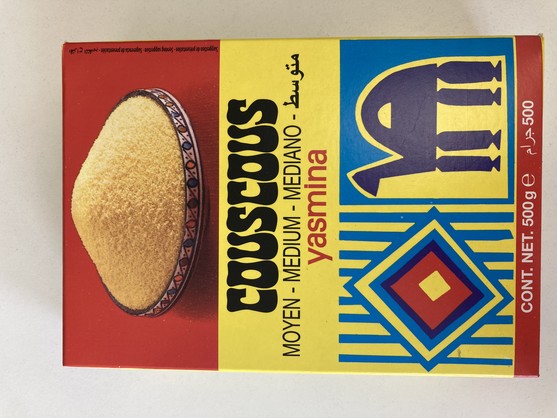 CONT. NET. 500g ℮ 500 جرام
yasmina
MOYEN - MEDIUM - MEDIANO - متوسط
COUSCOUS